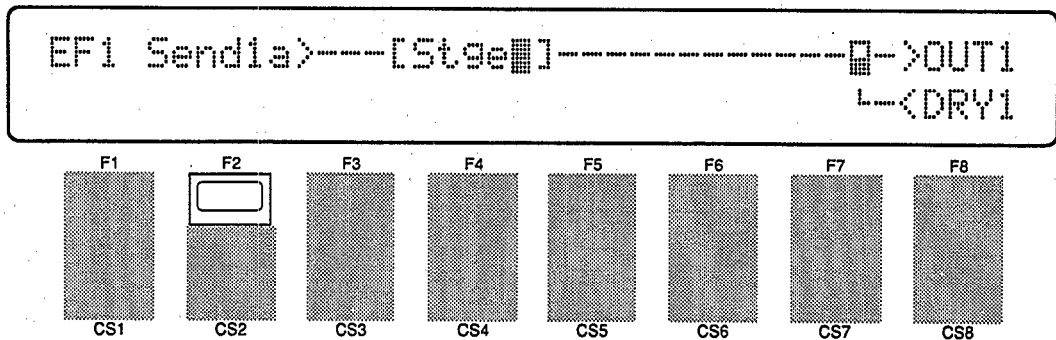 EF1 Send1a>---[Stge█]---------------▯->OUT1
└--<DRY1
F1 F2 F3 F4 F5 F6 F7 F8
CS1 CS2 CS3 CS4 CS5 CS6 CS7 CS8